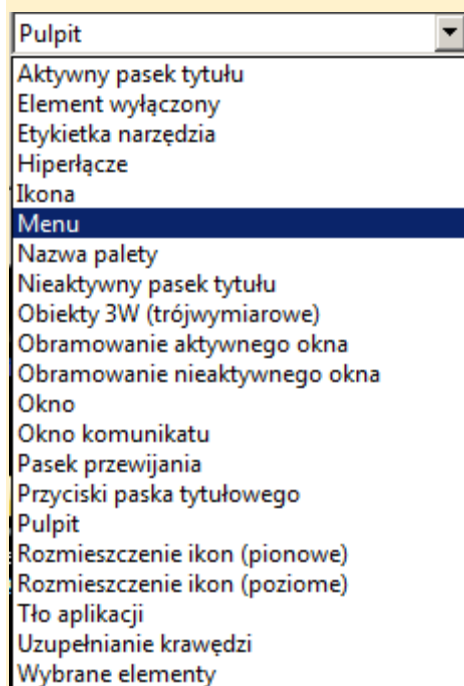 Pulpit
Aktywny pasek tytułu
Element wyłączony
Etykietka narzędzia
Hiperłącze
Ikona
Menu
Nazwa palety
Nieaktywny pasek tytułu
Obiekty 3W (trójwymiarowe)
Obramowanie aktywnego okna
Obramowanie nieaktywnego okna
Okno
Okno komunikatu
Pasek przewijania
Przyciski paska tytułowego
Pulpit
Rozmieszczenie ikon (pionowe)
Rozmieszczenie ikon (poziome)
Tło aplikacji
Uzupełnianie krawędzi
Wybrane elementy